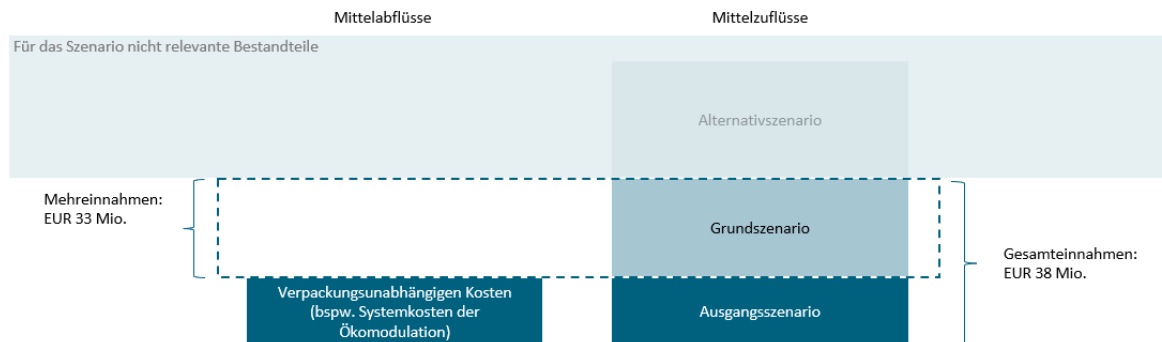 Mittelabflüsse
Mittelzuflüsse
Für das Szenario nicht relevante Bestandteile
Alternativszenario
Mehreinnahmen:
EUR 33 Mio.
Grundszenario
Gesamteinnahmen:
EUR 38 Mio.
Verpackungsunabhängigen Kosten
(bspw. Systemkosten der
Ökomodulation)
Ausgangsszenario